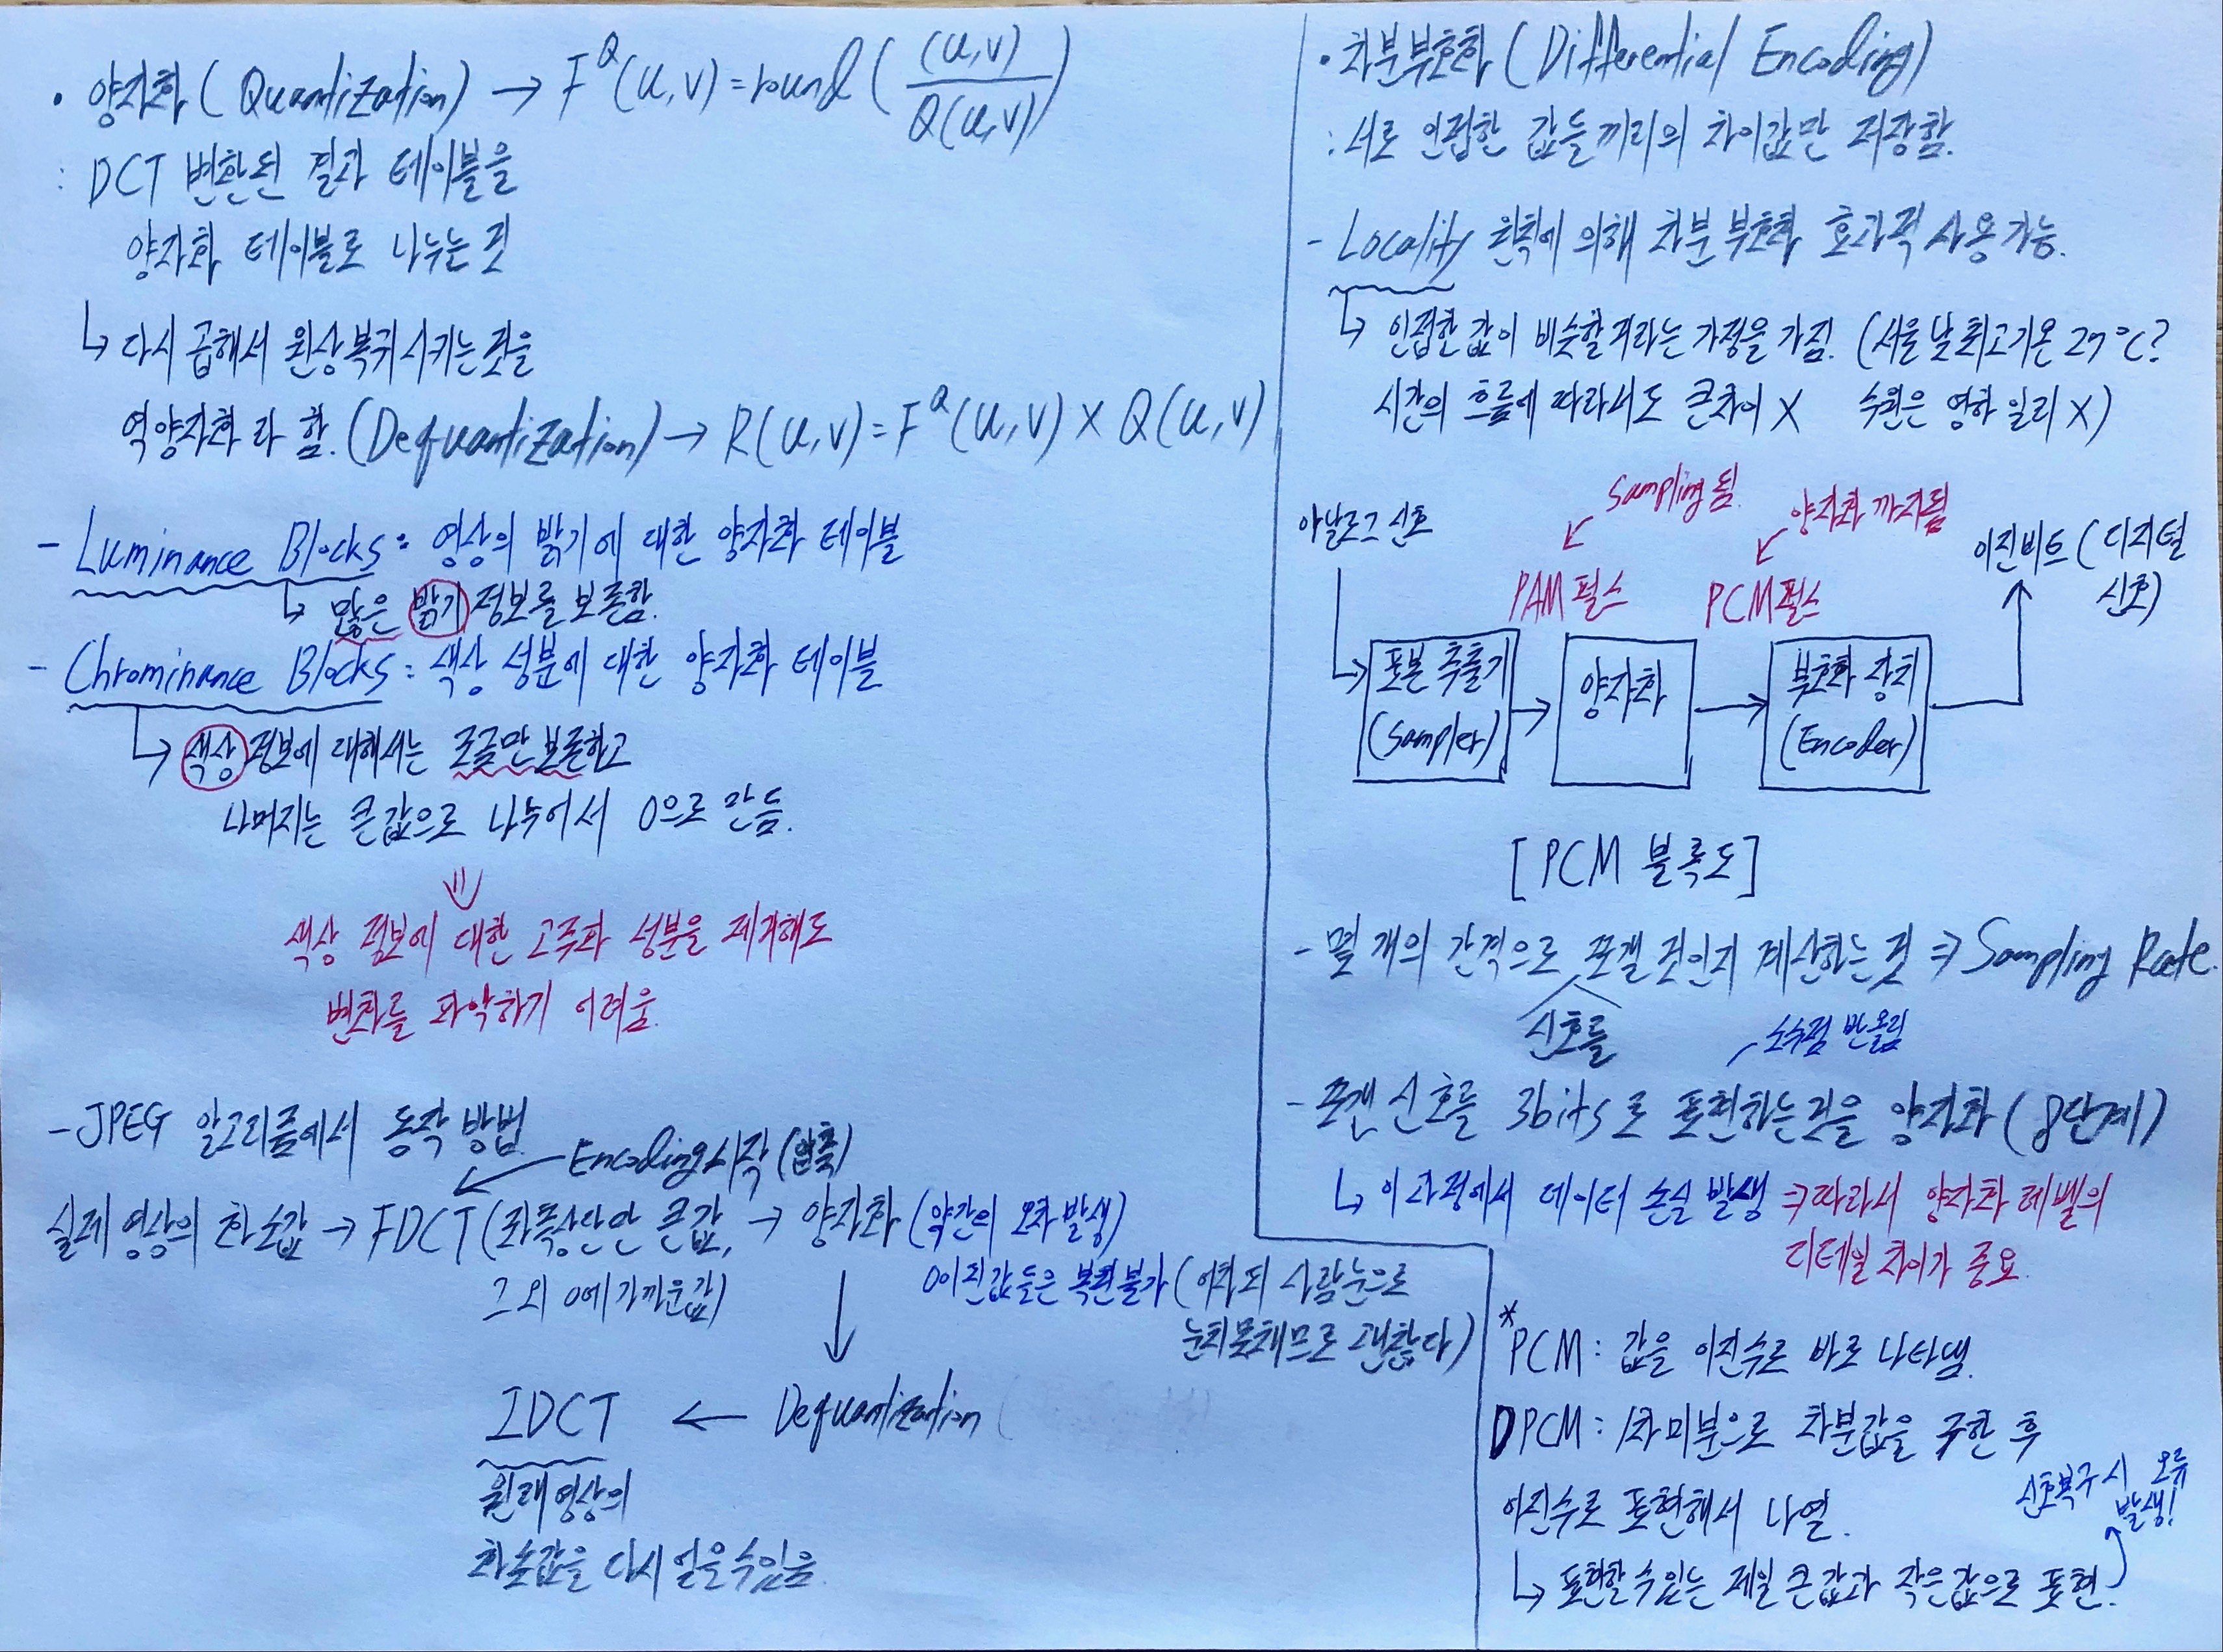 • 양자화 (Quantization) → F^Q(u,v) = round( (u,v) / Q(u,v) )
: DCT 변환된 결과 테이블을
양자화 테이블로 나누는 것
↳ 다시 곱해서 원상복귀시키는 것을
역양자화라 함. (Dequantization) → R(u,v) = F^Q(u,v) × Q(u,v)
- Luminance Blocks : 영상의 밝기에 대한 양자화 테이블
↳ 많은 밝기 정보를 보존함.
- Chrominance Blocks : 색상 성분에 대한 양자화 테이블
↳ 색상 정보에 대해서는 조금만 보존하고
나머지는 큰값으로 나누어서 0으로 만듬.
⇓
색상 정보에 대한 고주파 성분을 제거해도
변화를 파악하기 어려움.
- JPEG 알고리즘에서 동작 방법
Encoding 시작 (압축)
실제 영상의 화소값 → FDCT (좌측상단만 큰값, → 양자화 (약간의 오차 발생)
그 외 0에 가까운값)
0이 된 값들은 복원불가 (어차피 사람 눈으로
눈치못채므로 괜찮다)
IDCT ← Dequantization (
원래영상의
화소값을 다시 얻을수있음
• 차분부호화 (Differential Encoding)
: 서로 인접한 값들끼리의 차이값만 저장함.
- Locality 원칙에 의해 차분 부호화 효과적 사용 가능.
↳ 인접한 값이 비슷할거라는 가정을 가짐. (서울 낮 최고기온 27℃?
시간의 흐름에 따라서도 큰차이 X 수원은 영하 일리 X)
Sampling 됨.
양자화 까지됨
아날로그 신호
이진비트 (디지털
신호)
PAM 펄스
PCM 펄스
표본 추출기
(Sampler)
양자화
부호화 장치
(Encoder)
[PCM 블록도]
- 몇 개의 간격으로 쪼갤 것인지 계산하는 것 ⇒ Sampling Rate.
신호를
소수점 반올림
- 쪼갠 신호를 3bits로 표현하는것을 양자화 (8단계)
↳ 이 과정에서 데이터 손실 발생 ⇒ 따라서 양자화 레벨의
디테일 차이가 중요.
* PCM : 값을 이진수로 바로 나타냄.
DPCM : 1차 미분으로 차분값을 구한 후
이진수로 표현해서 나열.
신호복구 시 오류
발생!
↳ 표현할수있는 제일 큰 값과 작은값으로 표현.